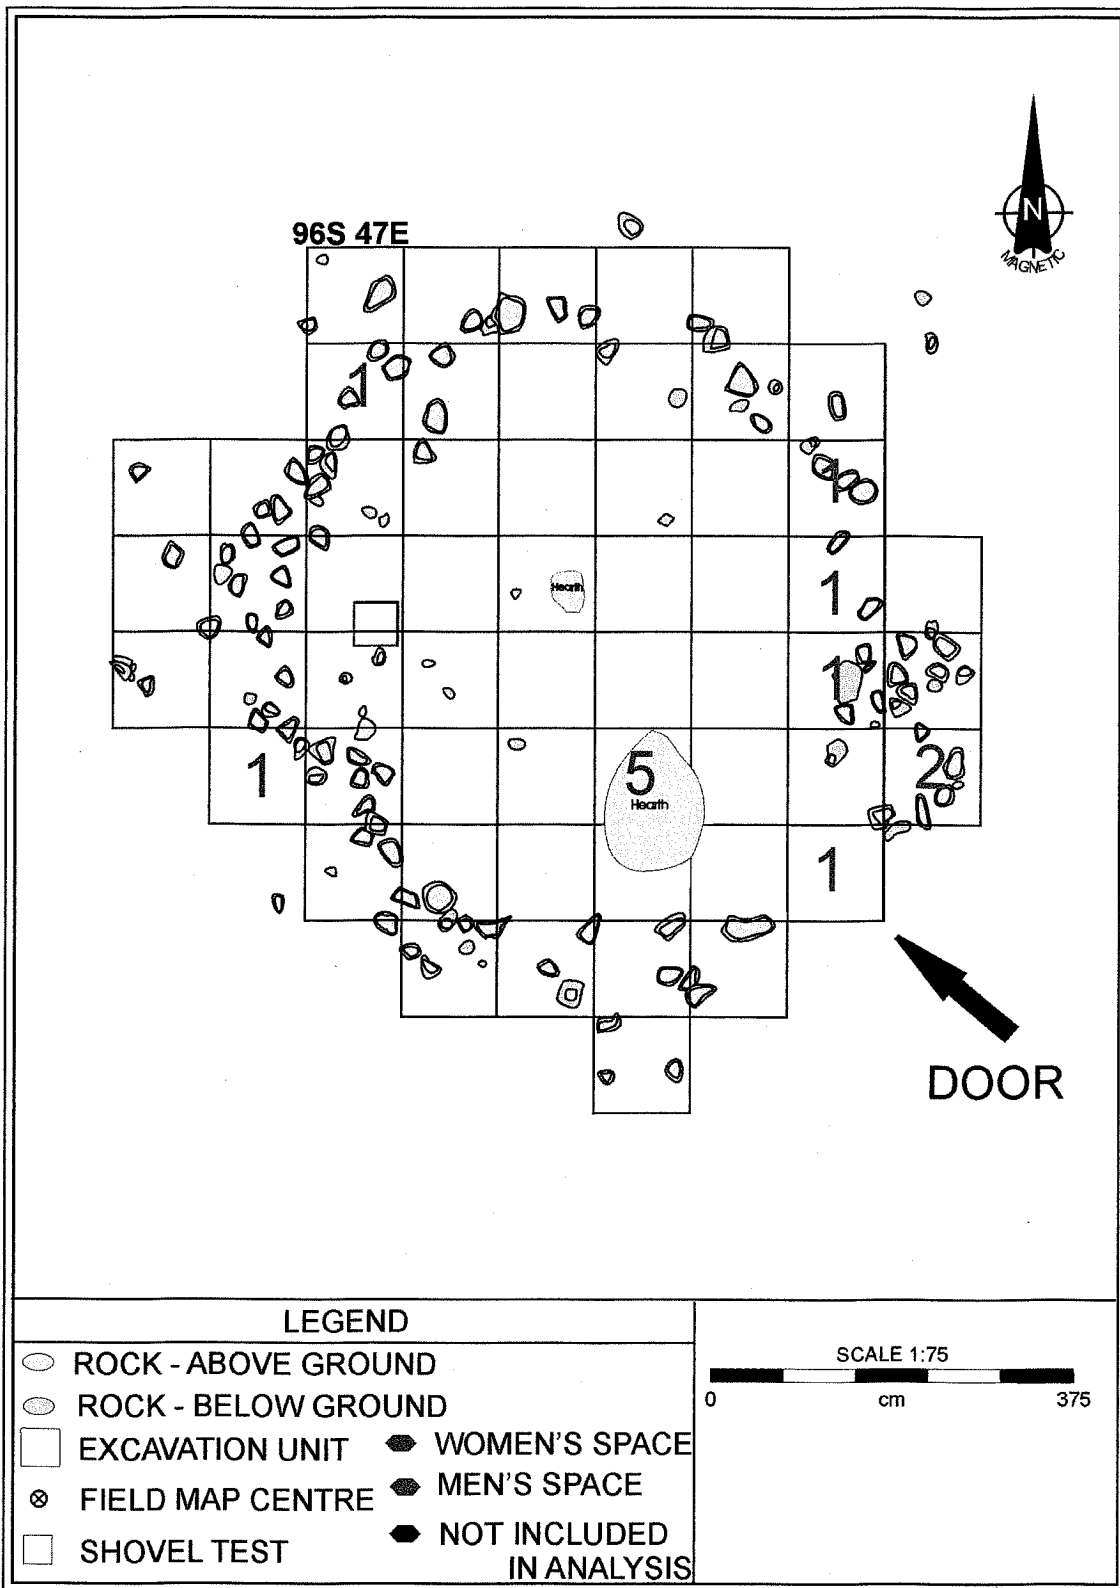 N
MAGNETIC
96S 47E
1
1
Hearth
1
1
1
5
2
Hearth
1
DOOR
LEGEND
ROCK - ABOVE GROUND
ROCK - BELOW GROUND
EXCAVATION UNIT
WOMEN'S SPACE
FIELD MAP CENTRE
MEN'S SPACE
SHOVEL TEST
NOT INCLUDED
IN ANALYSIS
SCALE 1:75
0 cm 375